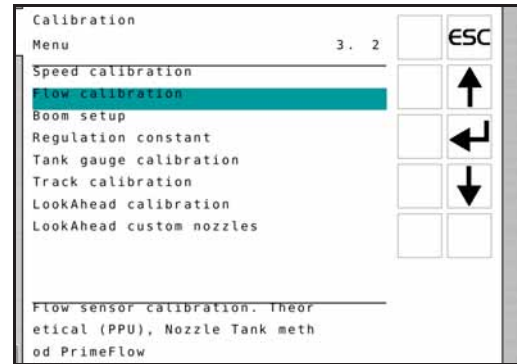 Calibration
Menu 3. 2
ESC
Speed calibration
Flow calibration
Boom setup
Regulation constant
Tank gauge calibration
Track calibration
LookAhead calibration
LookAhead custom nozzles
Flow sensor calibration. Theor
etical (PPU), Nozzle Tank meth
od PrimeFlow